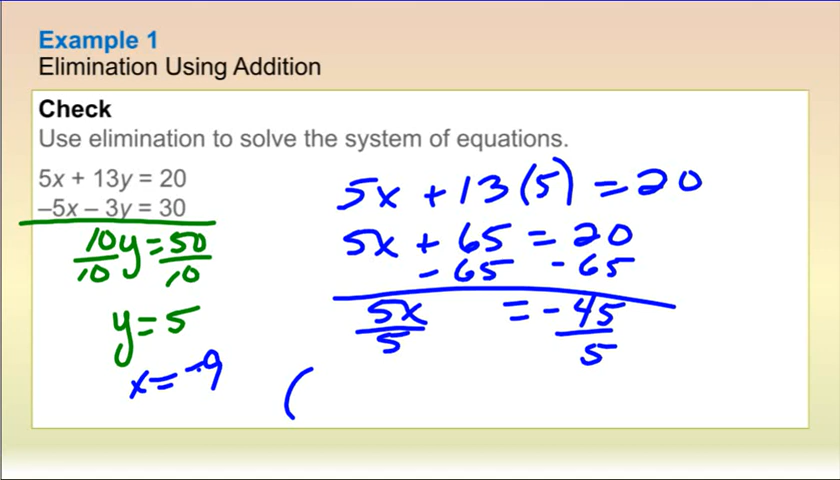 Example 1
Elimination Using Addition
Check
Use elimination to solve the system of equations.
5x + 13y = 20
–5x – 3y = 30
10y = 50
10 10
y = 5
x = -9
5x + 13(5) = 20
5x + 65 = 20
- 65 - 65
5x = - 45
5 5
(